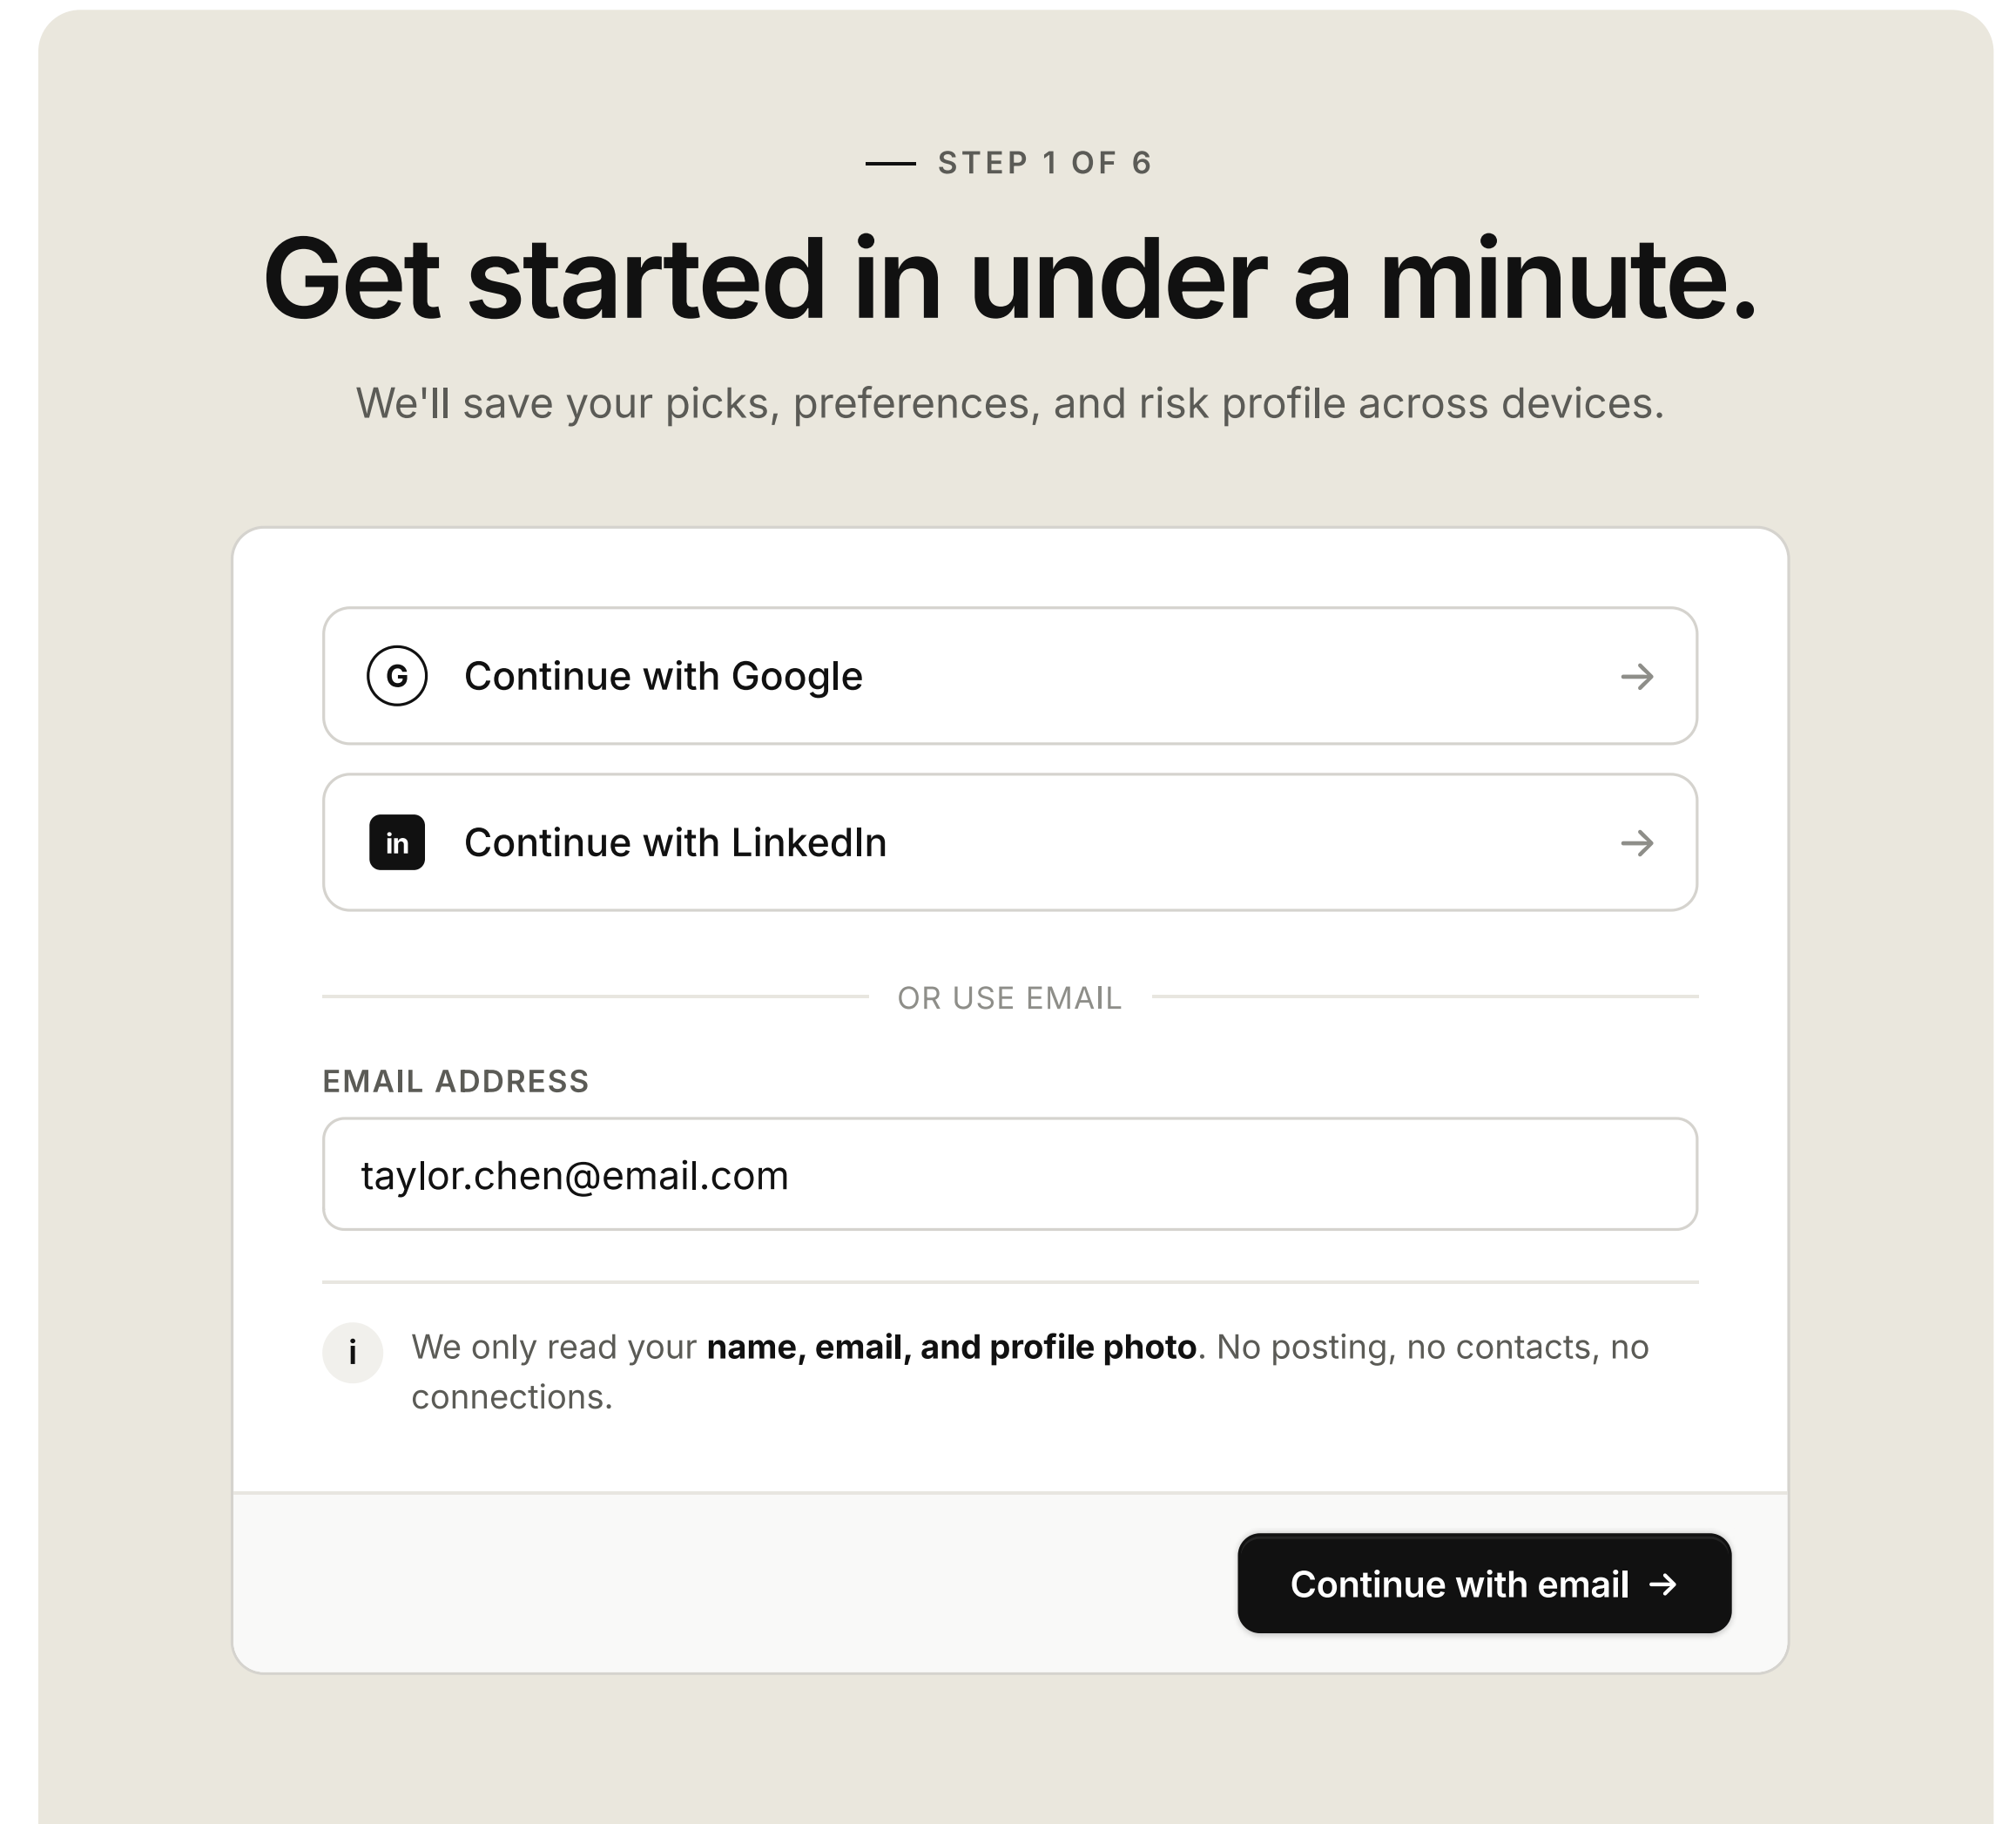 STEP 1 OF 6
Get started in under a minute.
We'll save your picks, preferences, and risk profile across devices.
G Continue with Google →
in Continue with LinkedIn →
OR USE EMAIL
EMAIL ADDRESS
taylor.chen@email.com
i We only read your name, email, and profile photo. No posting, no contacts, no
connections.
Continue with email →